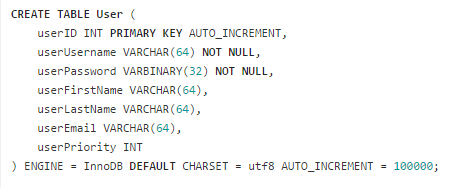 CREATE TABLE User (
    userID INT PRIMARY KEY AUTO_INCREMENT,
    userUsername VARCHAR(64) NOT NULL,
    userPassword VARBINARY(32) NOT NULL,
    userFirstName VARCHAR(64),
    userLastName VARCHAR(64),
    userEmail VARCHAR(64),
    userPriority INT
) ENGINE = InnoDB DEFAULT CHARSET = utf8 AUTO_INCREMENT = 100000;